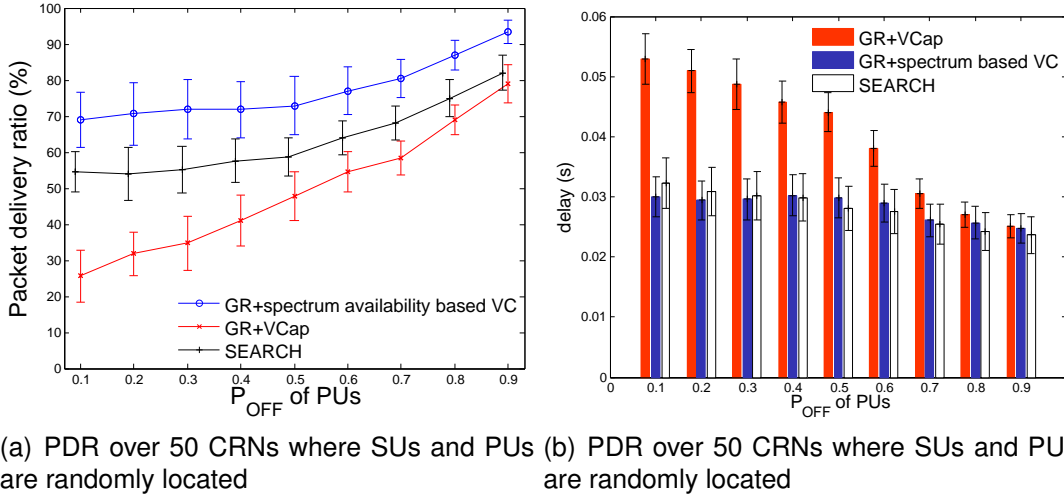 100
90
80
70
60
50
40
30
20
10
0
Packet delivery ratio (%)
GR+spectrum availability based VC
GR+VCap
SEARCH
0.1 0.2 0.3 0.4 0.5 0.6 0.7 0.8 0.9
P_OFF of PUs
0.06
0.05
0.04
0.03
0.02
0.01
0
delay (s)
GR+VCap
GR+spectrum based VC
SEARCH
0 0.1 0.2 0.3 0.4 0.5 0.6 0.7 0.8 0.9
P_OFF of PUs
(a) PDR over 50 CRNs where SUs and PUs
are randomly located
(b) PDR over 50 CRNs where SUs and PU
are randomly located